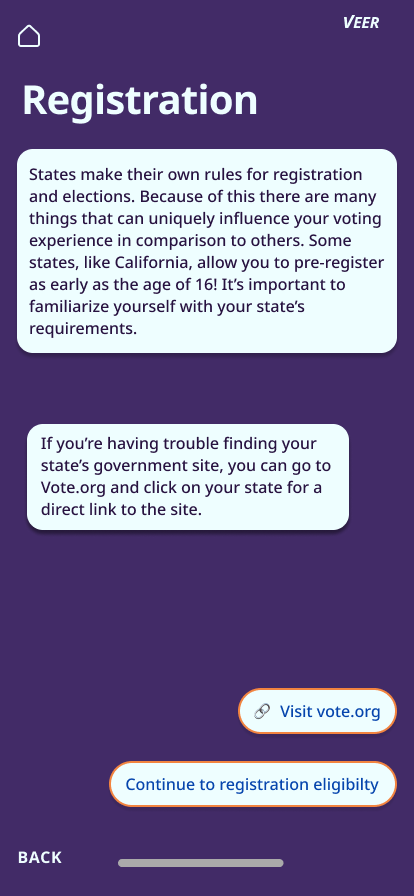 VEER
Registration
States make their own rules for registration
and elections. Because of this there are many
things that can uniquely influence your voting
experience in comparison to others. Some
states, like California, allow you to pre-register
as early as the age of 16! It’s important to
familiarize yourself with your state’s
requirements.
If you’re having trouble finding your
state’s government site, you can go to
Vote.org and click on your state for a
direct link to the site.
Visit vote.org
Continue to registration eligibilty
BACK